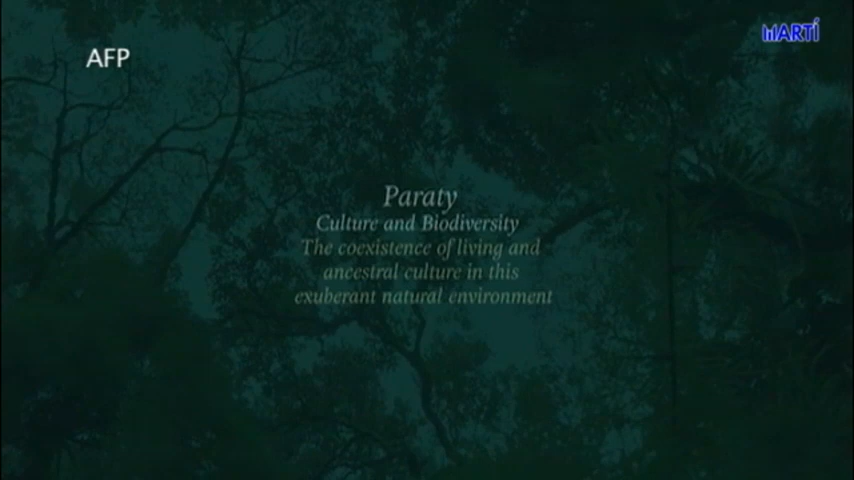 MARTÍ
AFP
Paraty
Culture and Biodiversity
The coexistence of living and
ancestral culture in this
exuberant natural environment